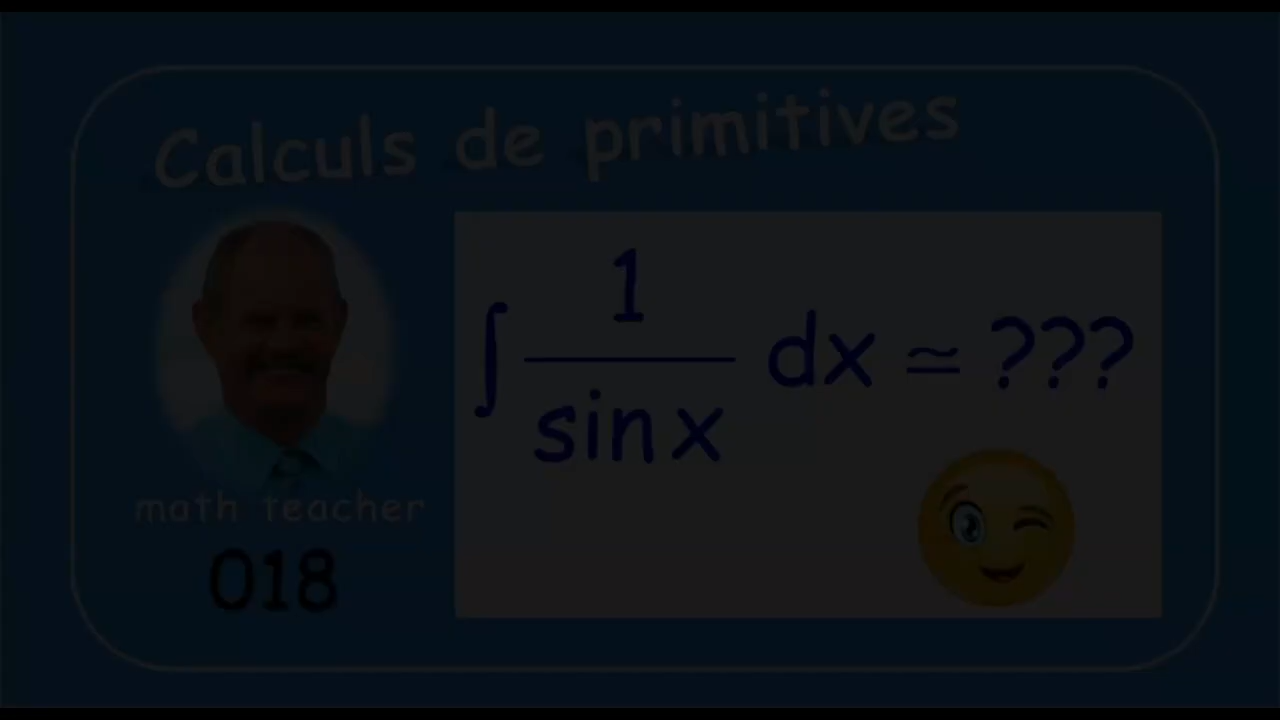 Calculs de primitives
∫ 1/sin x dx ≃ ???
math teacher
018